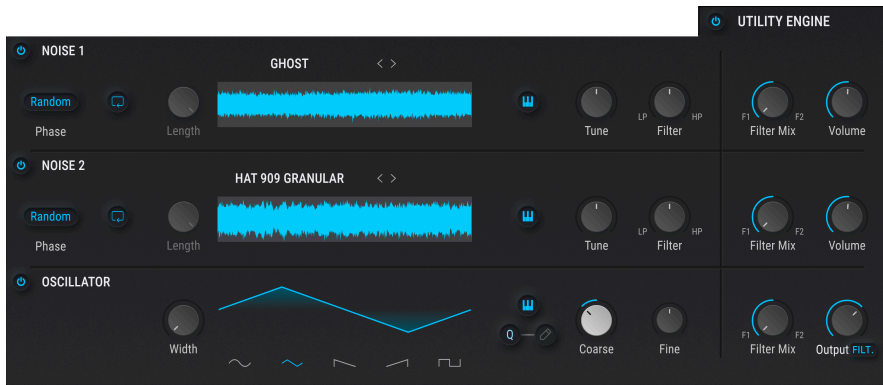 UTILITY ENGINE
NOISE 1
GHOST < >
Random
Phase
Length
Tune
LP Filter HP
F1 Filter Mix F2
Volume
NOISE 2
HAT 909 GRANULAR < >
Random
Phase
Length
Tune
LP Filter HP
F1 Filter Mix F2
Volume
OSCILLATOR
Width
Q
Coarse
Fine
F1 Filter Mix F2
Output FILT.